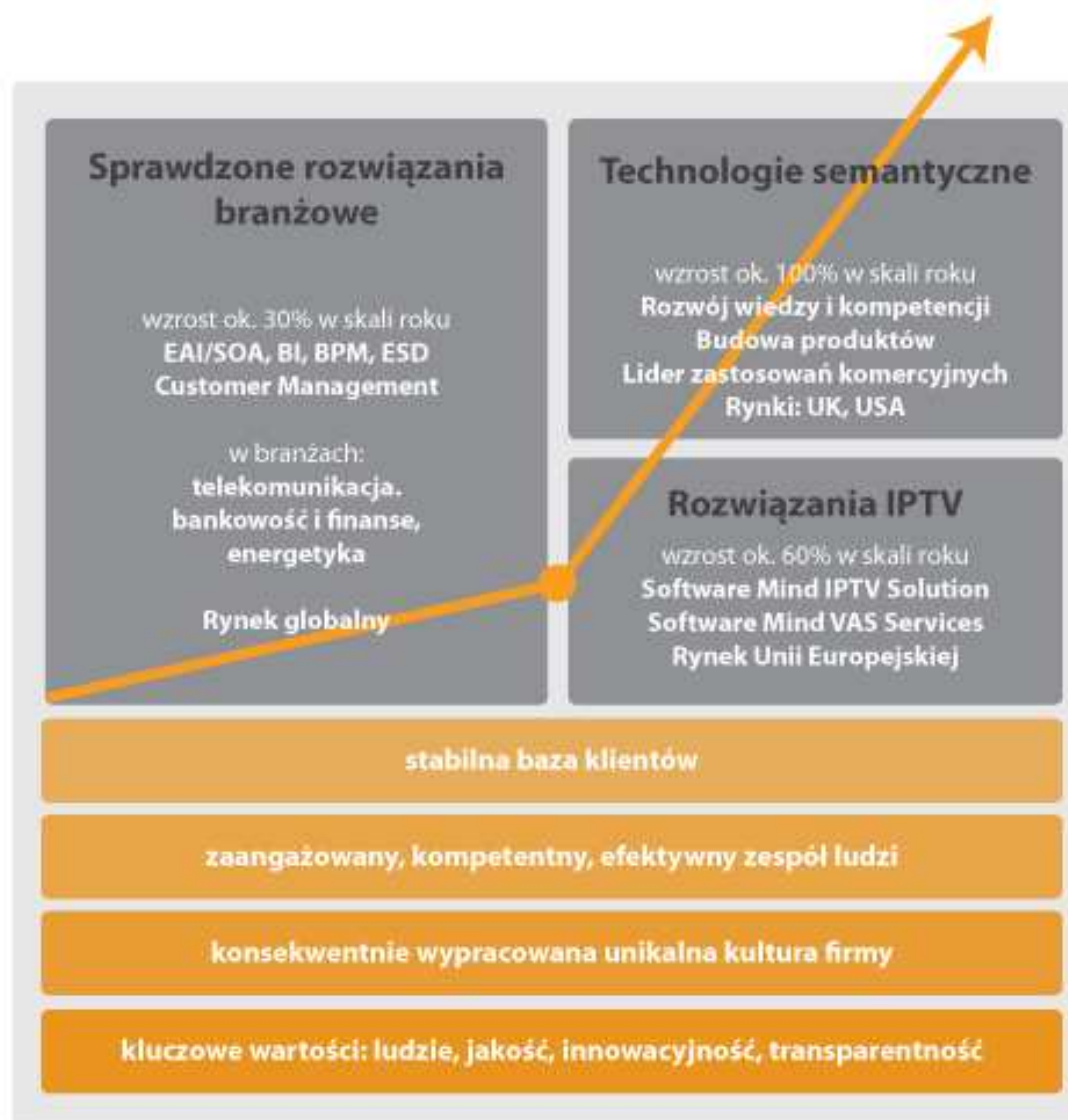 Sprawdzone rozwiązania
branżowe
wzrost ok. 30% w skali roku
EAI/SOA, BI, BPM, ESD
Customer Management
w branżach:
telekomunikacja.
bankowość i finanse,
energetyka
Rynek globalny
Technologie semantyczne
wzrost ok. 100% w skali roku
Rozwój wiedzy i kompetencji
Budowa produktów
Lider zastosowań komercyjnych
Rynki: UK, USA
Rozwiązania IPTV
wzrost ok. 60% w skali roku
Software Mind IPTV Solution
Software Mind VAS Services
Rynek Unii Europejskiej
stabilna baza klientów
zaangażowany, kompetentny, efektywny zespół ludzi
konsekwentnie wypracowana unikalna kultura firmy
kluczowe wartości: ludzie, jakość, innowacyjność, transparentność